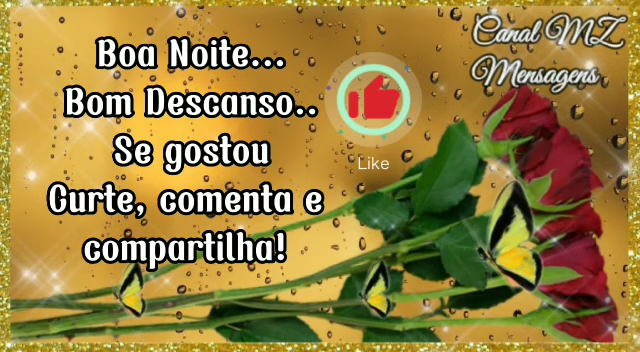 Canal MZ
Mensagens
Boa Noite...
Bom Descanso..
Se gostou
Curte, comenta e
compartilha!
Like